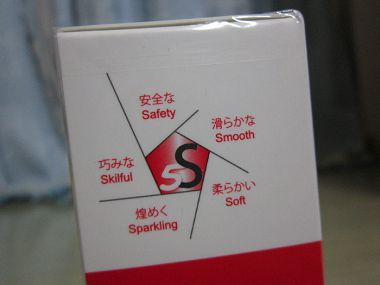 安全な
Safety
滑らかな
Smooth
巧みな
Skilful
5S
柔らかい
Soft
煌めく
Sparkling